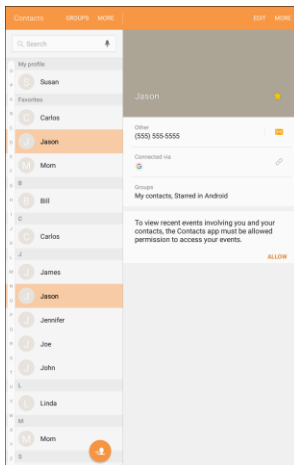 Contacts GROUPS MORE EDIT MORE
Search
My profile
S Susan
Favorites
C Carlos
J Jason
M Mom
B
B Bill
C
C Carlos
J
J James
J Jason
J Jennifer
J Joe
J John
L
L Linda
M
M Mom
S
Jason
Other
(555) 555-5555
Connected via
G
Groups
My contacts, Starred in Android
To view recent events involving you and your
contacts, the Contacts app must be allowed
permission to access your events.
ALLOW